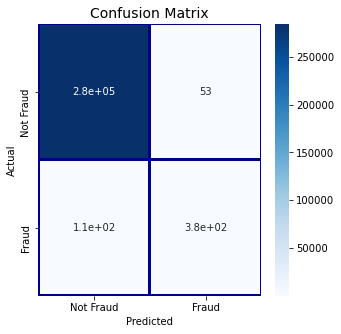 Confusion Matrix
Actual
Not Fraud
Fraud
2.8e+05
53
1.1e+02
3.8e+02
Not Fraud
Fraud
Predicted
250000
200000
150000
100000
50000